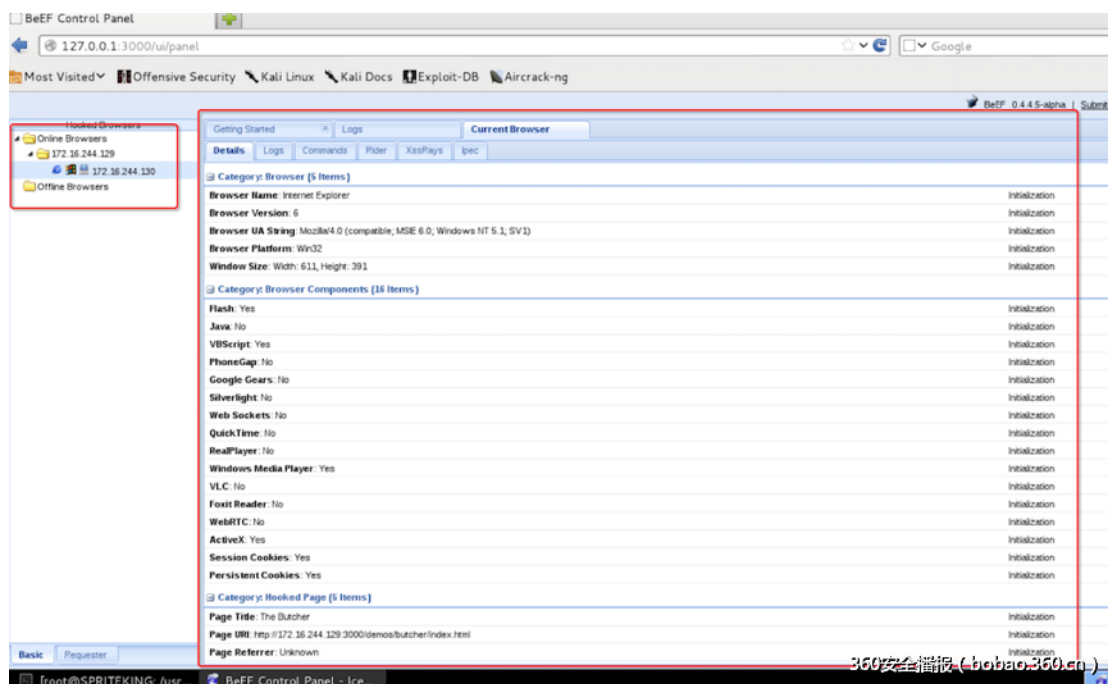 BeEF Control Panel
127.0.0.1:3000/ui/panel
Google
Most Visited
Offensive Security
Kali Linux
Kali Docs
Exploit-DB
Aircrack-ng
BeEF 0.4.4.5-alpha | Submit
Hooked Browsers
Online Browsers
172.16.244.129
172.16.244.130
Offline Browsers
Getting Started
Logs
Current Browser
Details
Logs
Commands
Rider
XssRays
Ipec
Category: Browser (5 Items)
Browser Name: Internet Explorer Initialization
Browser Version: 6 Initialization
Browser UA String: Mozilla/4.0 (compatible; MSIE 6.0; Windows NT 5.1; SV1) Initialization
Browser Platform: Win32 Initialization
Window Size: Width: 611, Height: 391 Initialization
Category: Browser Components (16 Items)
Flash: Yes Initialization
Java: No Initialization
VBScript: Yes Initialization
PhoneGap: No Initialization
Google Gears: No Initialization
Silverlight: No Initialization
Web Sockets: No Initialization
QuickTime: No Initialization
RealPlayer: No Initialization
Windows Media Player: Yes Initialization
VLC: No Initialization
Foxit Reader: No Initialization
WebRTC: No Initialization
ActiveX: Yes Initialization
Session Cookies: Yes Initialization
Persistent Cookies: Yes Initialization
Category: Hooked Page (5 Items)
Page Title: The Butcher Initialization
Page URI: http://172.16.244.129:3000/demos/butcher/index.html Initialization
Page Referrer: Unknown Initialization
Basic
Requester
360安全播报 ( bobao.360.cn )
[root@SPRITEKING: /usr...
BeEF Control Panel - Ice...